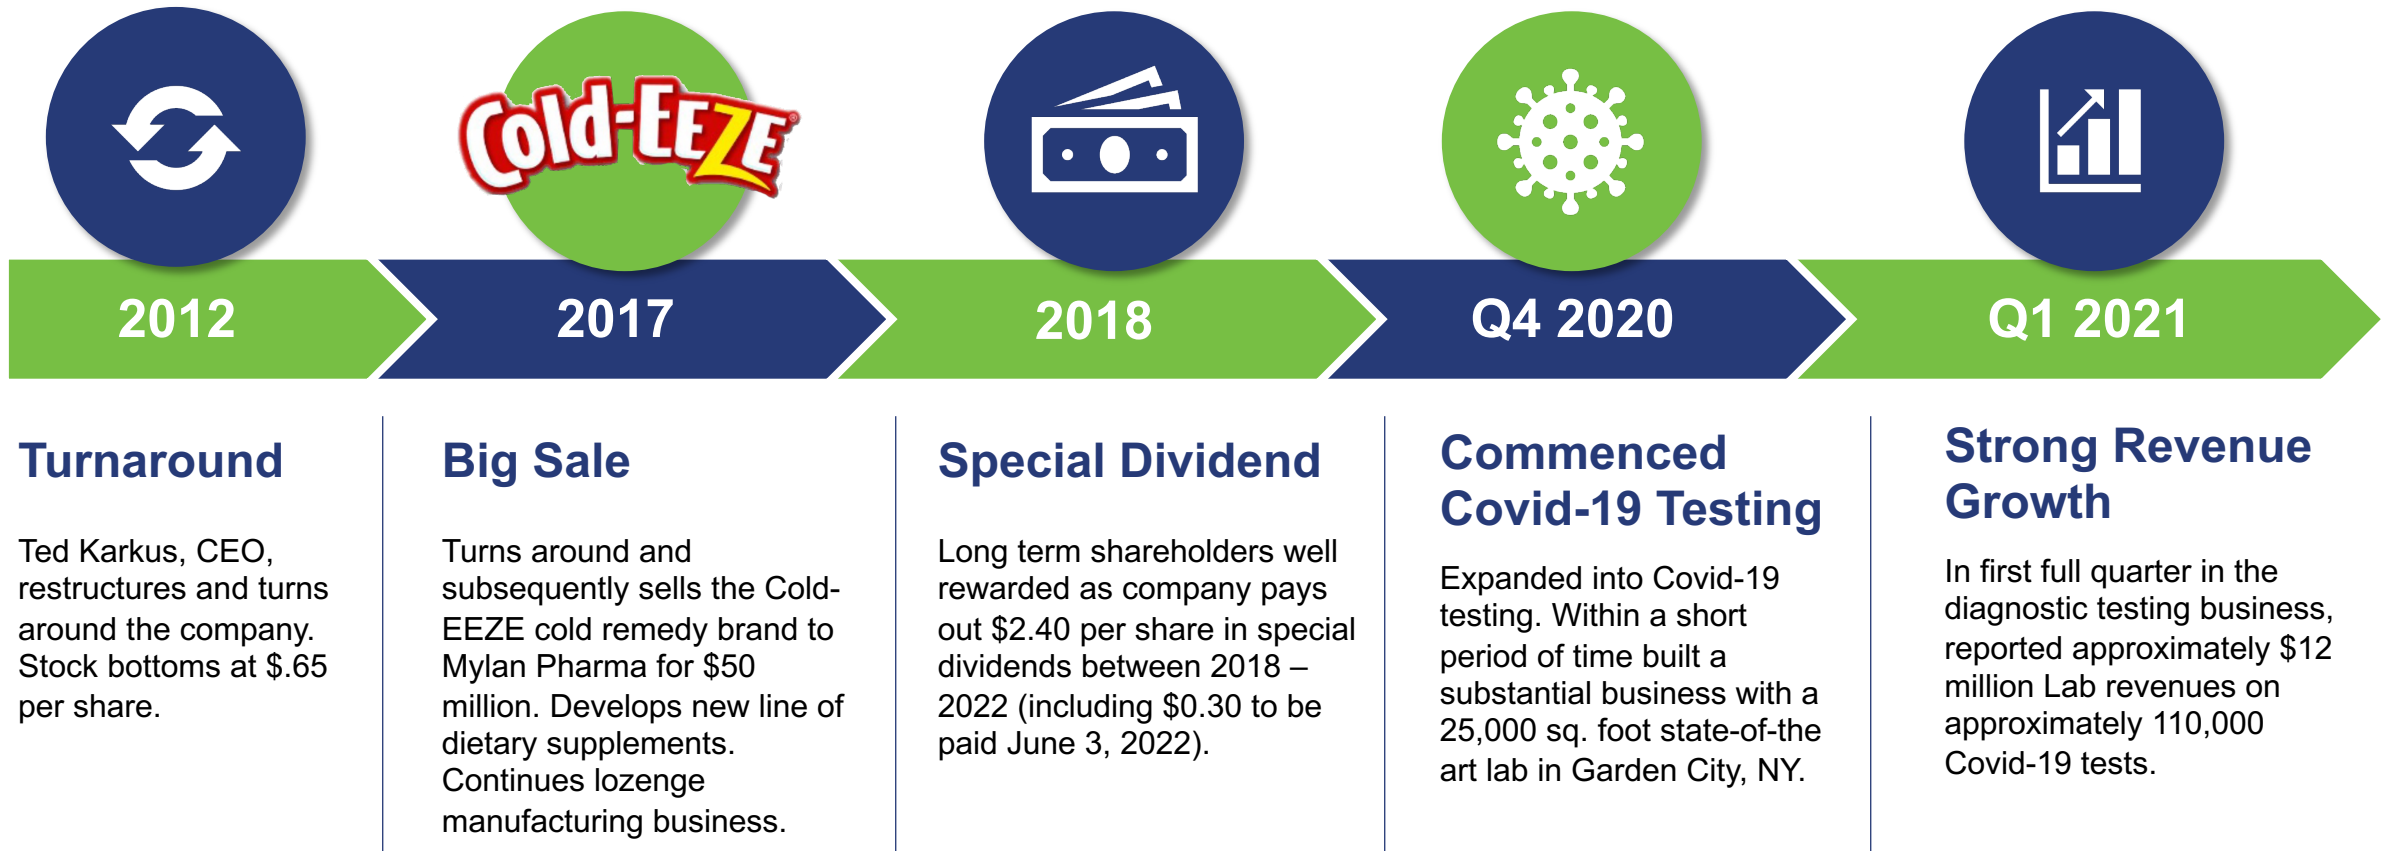 Cold-EEZE®
2012
2017
2018
Q4 2020
Q1 2021
Turnaround
Ted Karkus, CEO,
restructures and turns
around the company.
Stock bottoms at $.65
per share.
Big Sale
Turns around and
subsequently sells the Cold-
EEZE cold remedy brand to
Mylan Pharma for $50
million. Develops new line of
dietary supplements.
Continues lozenge
manufacturing business.
Special Dividend
Long term shareholders well
rewarded as company pays
out $2.40 per share in special
dividends between 2018 –
2022 (including $0.30 to be
paid June 3, 2022).
Commenced
Covid-19 Testing
Expanded into Covid-19
testing. Within a short
period of time built a
substantial business with a
25,000 sq. foot state-of-the
art lab in Garden City, NY.
Strong Revenue
Growth
In first full quarter in the
diagnostic testing business,
reported approximately $12
million Lab revenues on
approximately 110,000
Covid-19 tests.